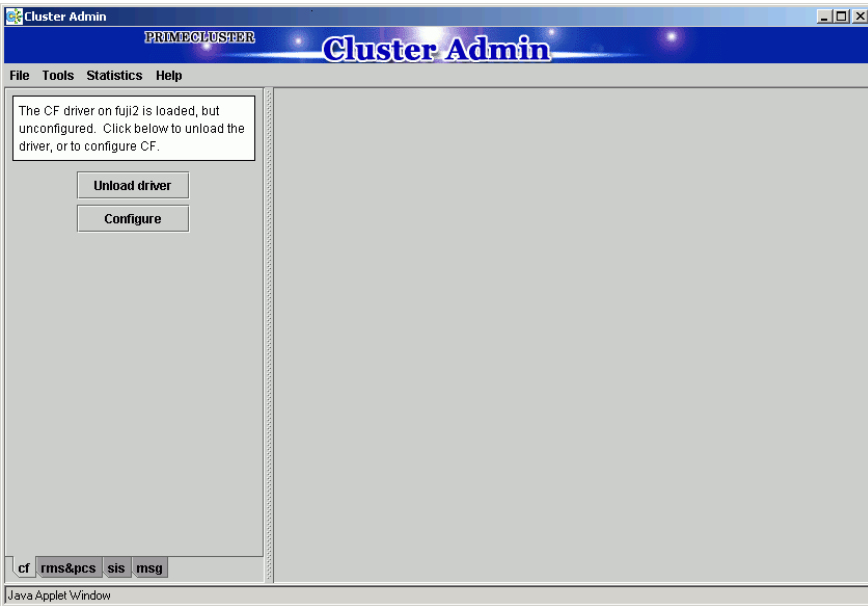 Cluster Admin
PRIMECLUSTER
Cluster Admin
File Tools Statistics Help
The CF driver on fuji2 is loaded, but
unconfigured. Click below to unload the
driver, or to configure CF.
Unload driver
Configure
cf rms&pcs sis msg
Java Applet Window